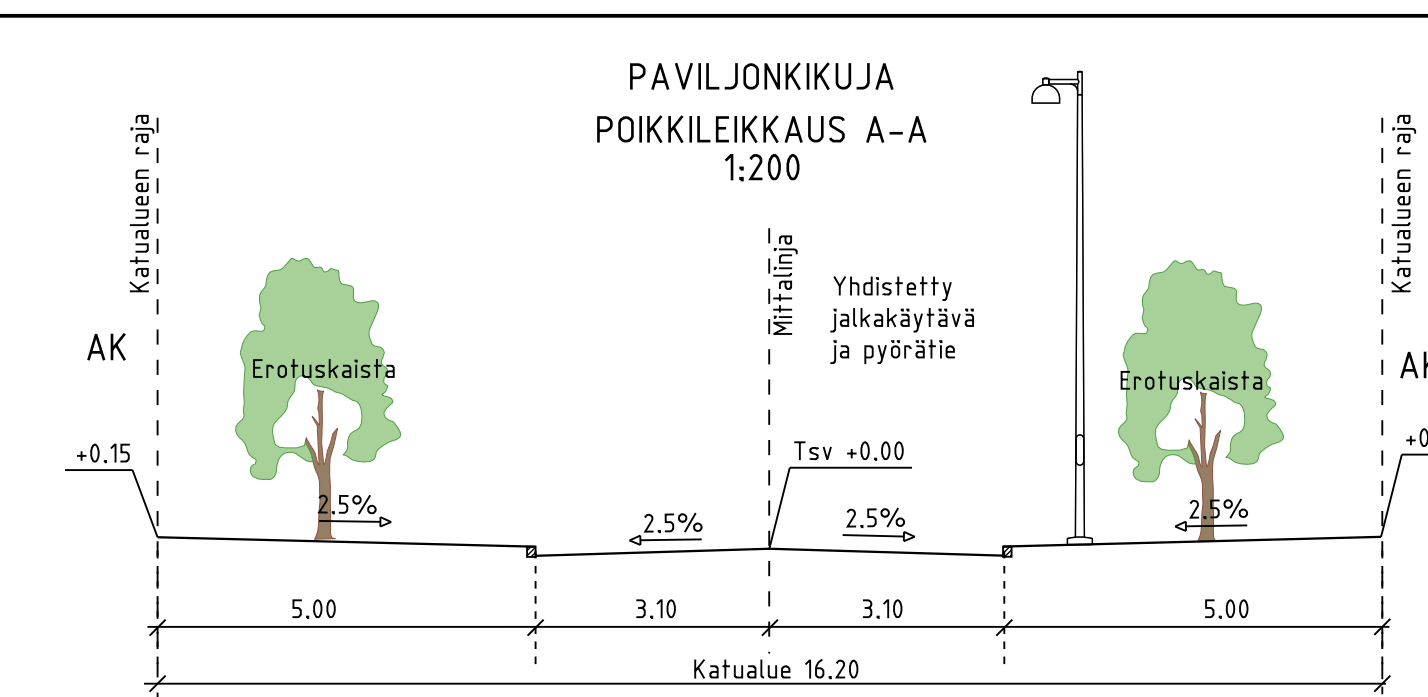 PAVILJONKIKUJA
POIKKILEIKKAUS A-A
1:200
Katualueen raja
Katualueen raja
Mittalinja
Yhdistetty
jalkakäytävä
ja pyörätie
AK
Erotuskaista
Erotuskaista
+0.15
Tsv +0.00
2.5%
2.5%
2.5%
2.5%
5.00
3.10
3.10
5.00
Katualue 16.20